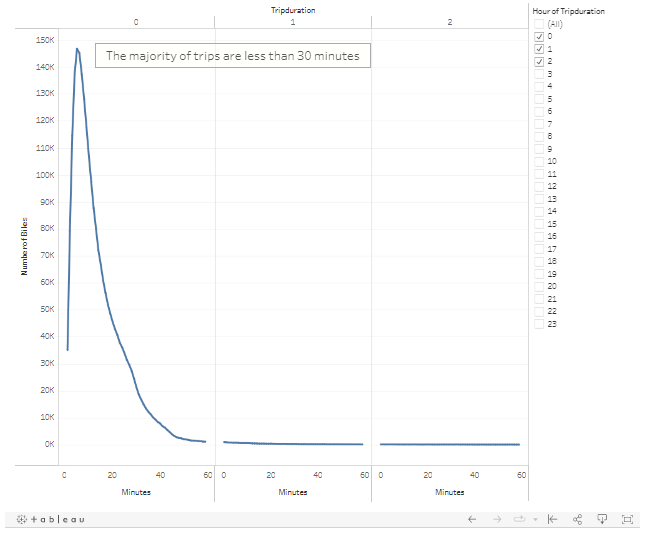 Tripduration
0 1 2
The majority of trips are less than 30 minutes
Number of Bikes
150K
140K
130K
120K
110K
100K
90K
80K
70K
60K
50K
40K
30K
20K
10K
0K
0 20 40 60 0 20 40 60 0 20 40 60
Minutes Minutes Minutes
Hour of Tripduration
(All)
0
1
2
3
4
5
6
7
8
9
10
11
12
13
14
15
16
17
18
19
20
21
22
23
+ a b l e a u